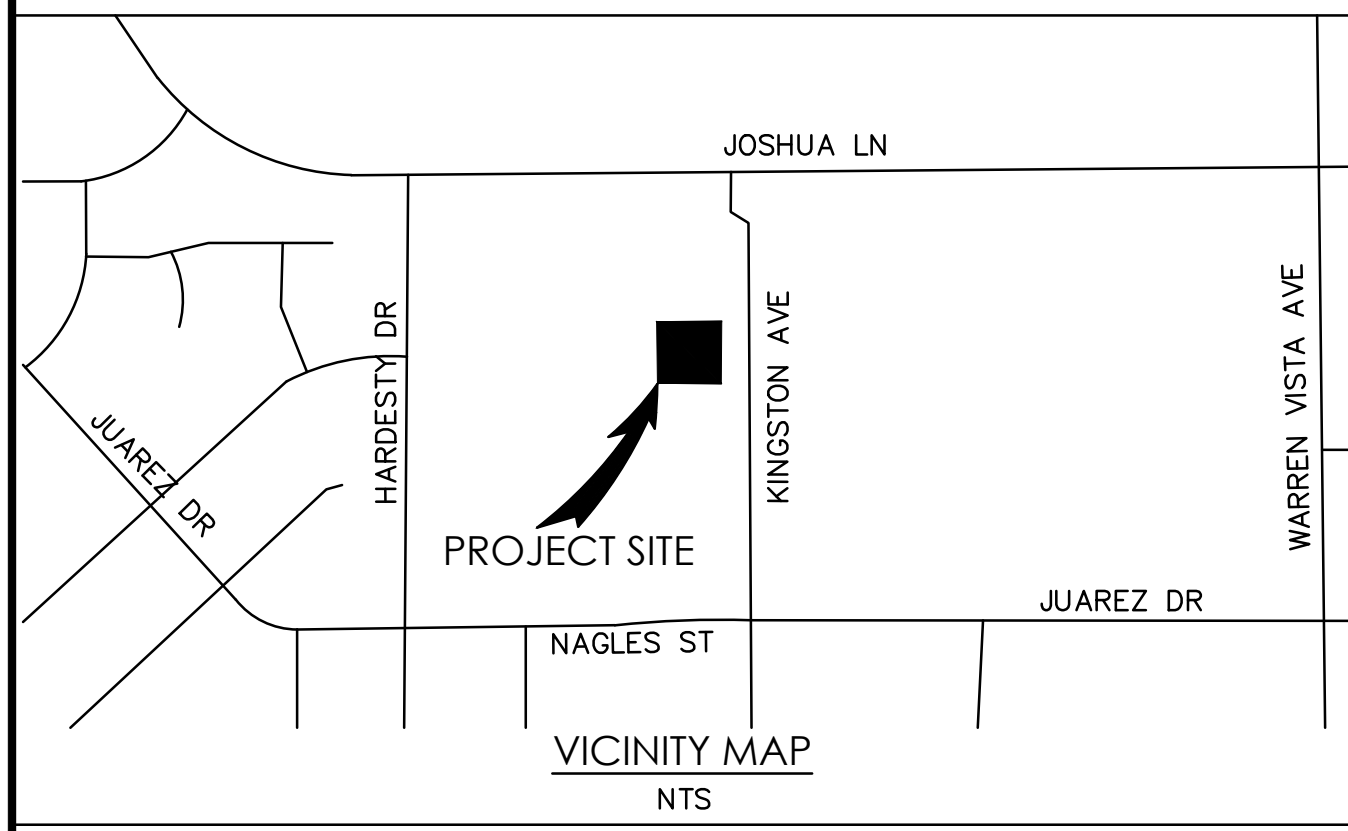 JOSHUA LN
HARDESTY DR
KINGSTON AVE
WARREN VISTA AVE
JUAREZ DR
PROJECT SITE
JUAREZ DR
NAGLES ST
VICINITY MAP
NTS